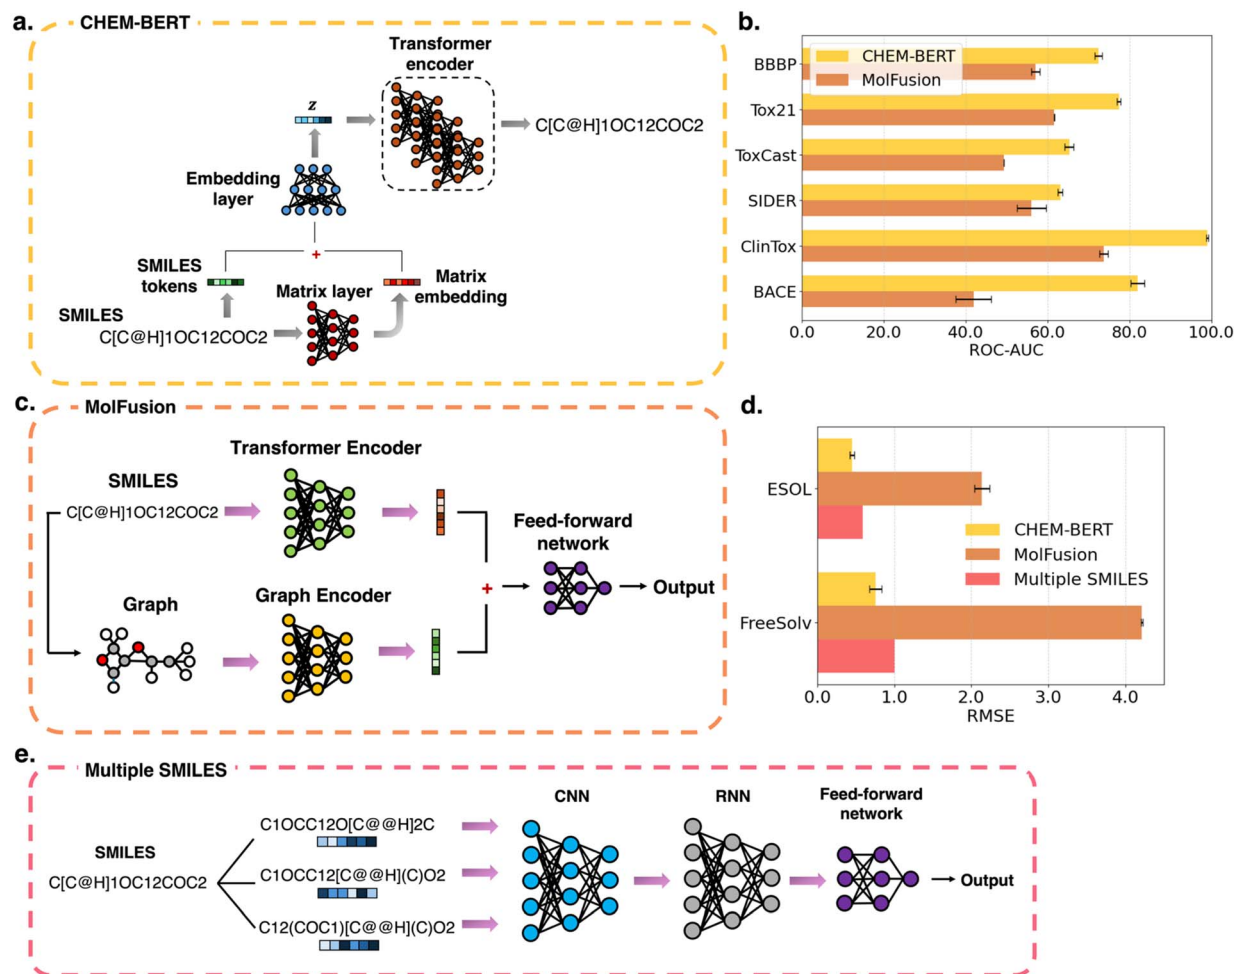 a.
CHEM-BERT
Transformer
encoder
z
C[C@H]1OC12COC2
Embedding
layer
+
SMILES
tokens
Matrix layer
Matrix
embedding
SMILES
C[C@H]1OC12COC2
b.
CHEM-BERT
MolFusion
BBBP
Tox21
ToxCast
SIDER
ClinTox
BACE
0.0 20.0 40.0 60.0 80.0 100.0
ROC-AUC
c.
MolFusion
Transformer Encoder
SMILES
C[C@H]1OC12COC2
Feed-forward
network
+
Output
Graph
Graph Encoder
d.
ESOL
FreeSolv
CHEM-BERT
MolFusion
Multiple SMILES
0.0 1.0 2.0 3.0 4.0
RMSE
e.
Multiple SMILES
CNN
RNN
Feed-forward
network
C1OCC12O[C@@H]2C
SMILES
C[C@H]1OC12COC2
C1OCC12[C@@H](C)O2
C12(COC1)[C@@H](C)O2
Output